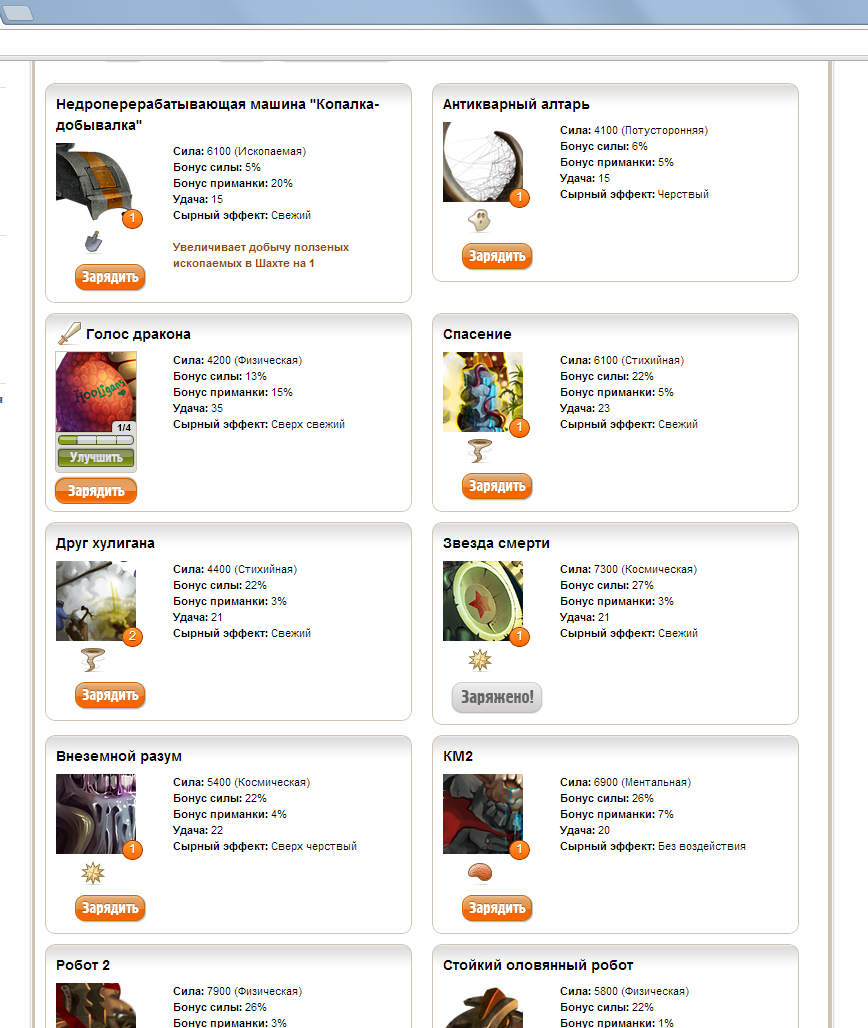 Недроперерабатывающая машина "Копалка-
добывалка"
Сила: 6100 (Ископаемая)
Бонус силы: 5%
Бонус приманки: 20%
Удача: 15
Сырный эффект: Свежий
1
Увеличивает добычу ползеных
ископаемых в Шахте на 1
Зарядить
Антикварный алтарь
Сила: 4100 (Потусторонняя)
Бонус силы: 6%
Бонус приманки: 5%
Удача: 15
Сырный эффект: Черствый
1
Зарядить
Голос дракона
Сила: 4200 (Физическая)
Бонус силы: 13%
Бонус приманки: 15%
Удача: 35
Сырный эффект: Сверх свежий
Hooligans
1/4
Улучшить
Зарядить
Спасение
Сила: 6100 (Стихийная)
Бонус силы: 22%
Бонус приманки: 5%
Удача: 23
Сырный эффект: Свежий
1
Зарядить
Друг хулигана
Сила: 4400 (Стихийная)
Бонус силы: 22%
Бонус приманки: 3%
Удача: 21
Сырный эффект: Свежий
2
Зарядить
Звезда смерти
Сила: 7300 (Космическая)
Бонус силы: 27%
Бонус приманки: 3%
Удача: 21
Сырный эффект: Свежий
1
Заряжено!
Внеземной разум
Сила: 5400 (Космическая)
Бонус силы: 22%
Бонус приманки: 4%
Удача: 22
Сырный эффект: Сверх черствый
1
Зарядить
КМ2
Сила: 6900 (Ментальная)
Бонус силы: 26%
Бонус приманки: 7%
Удача: 20
Сырный эффект: Без воздействия
1
Зарядить
Робот 2
Сила: 7900 (Физическая)
Бонус силы: 26%
Бонус приманки: 3%
Стойкий оловянный робот
Сила: 5800 (Физическая)
Бонус силы: 22%
Бонус приманки: 1%